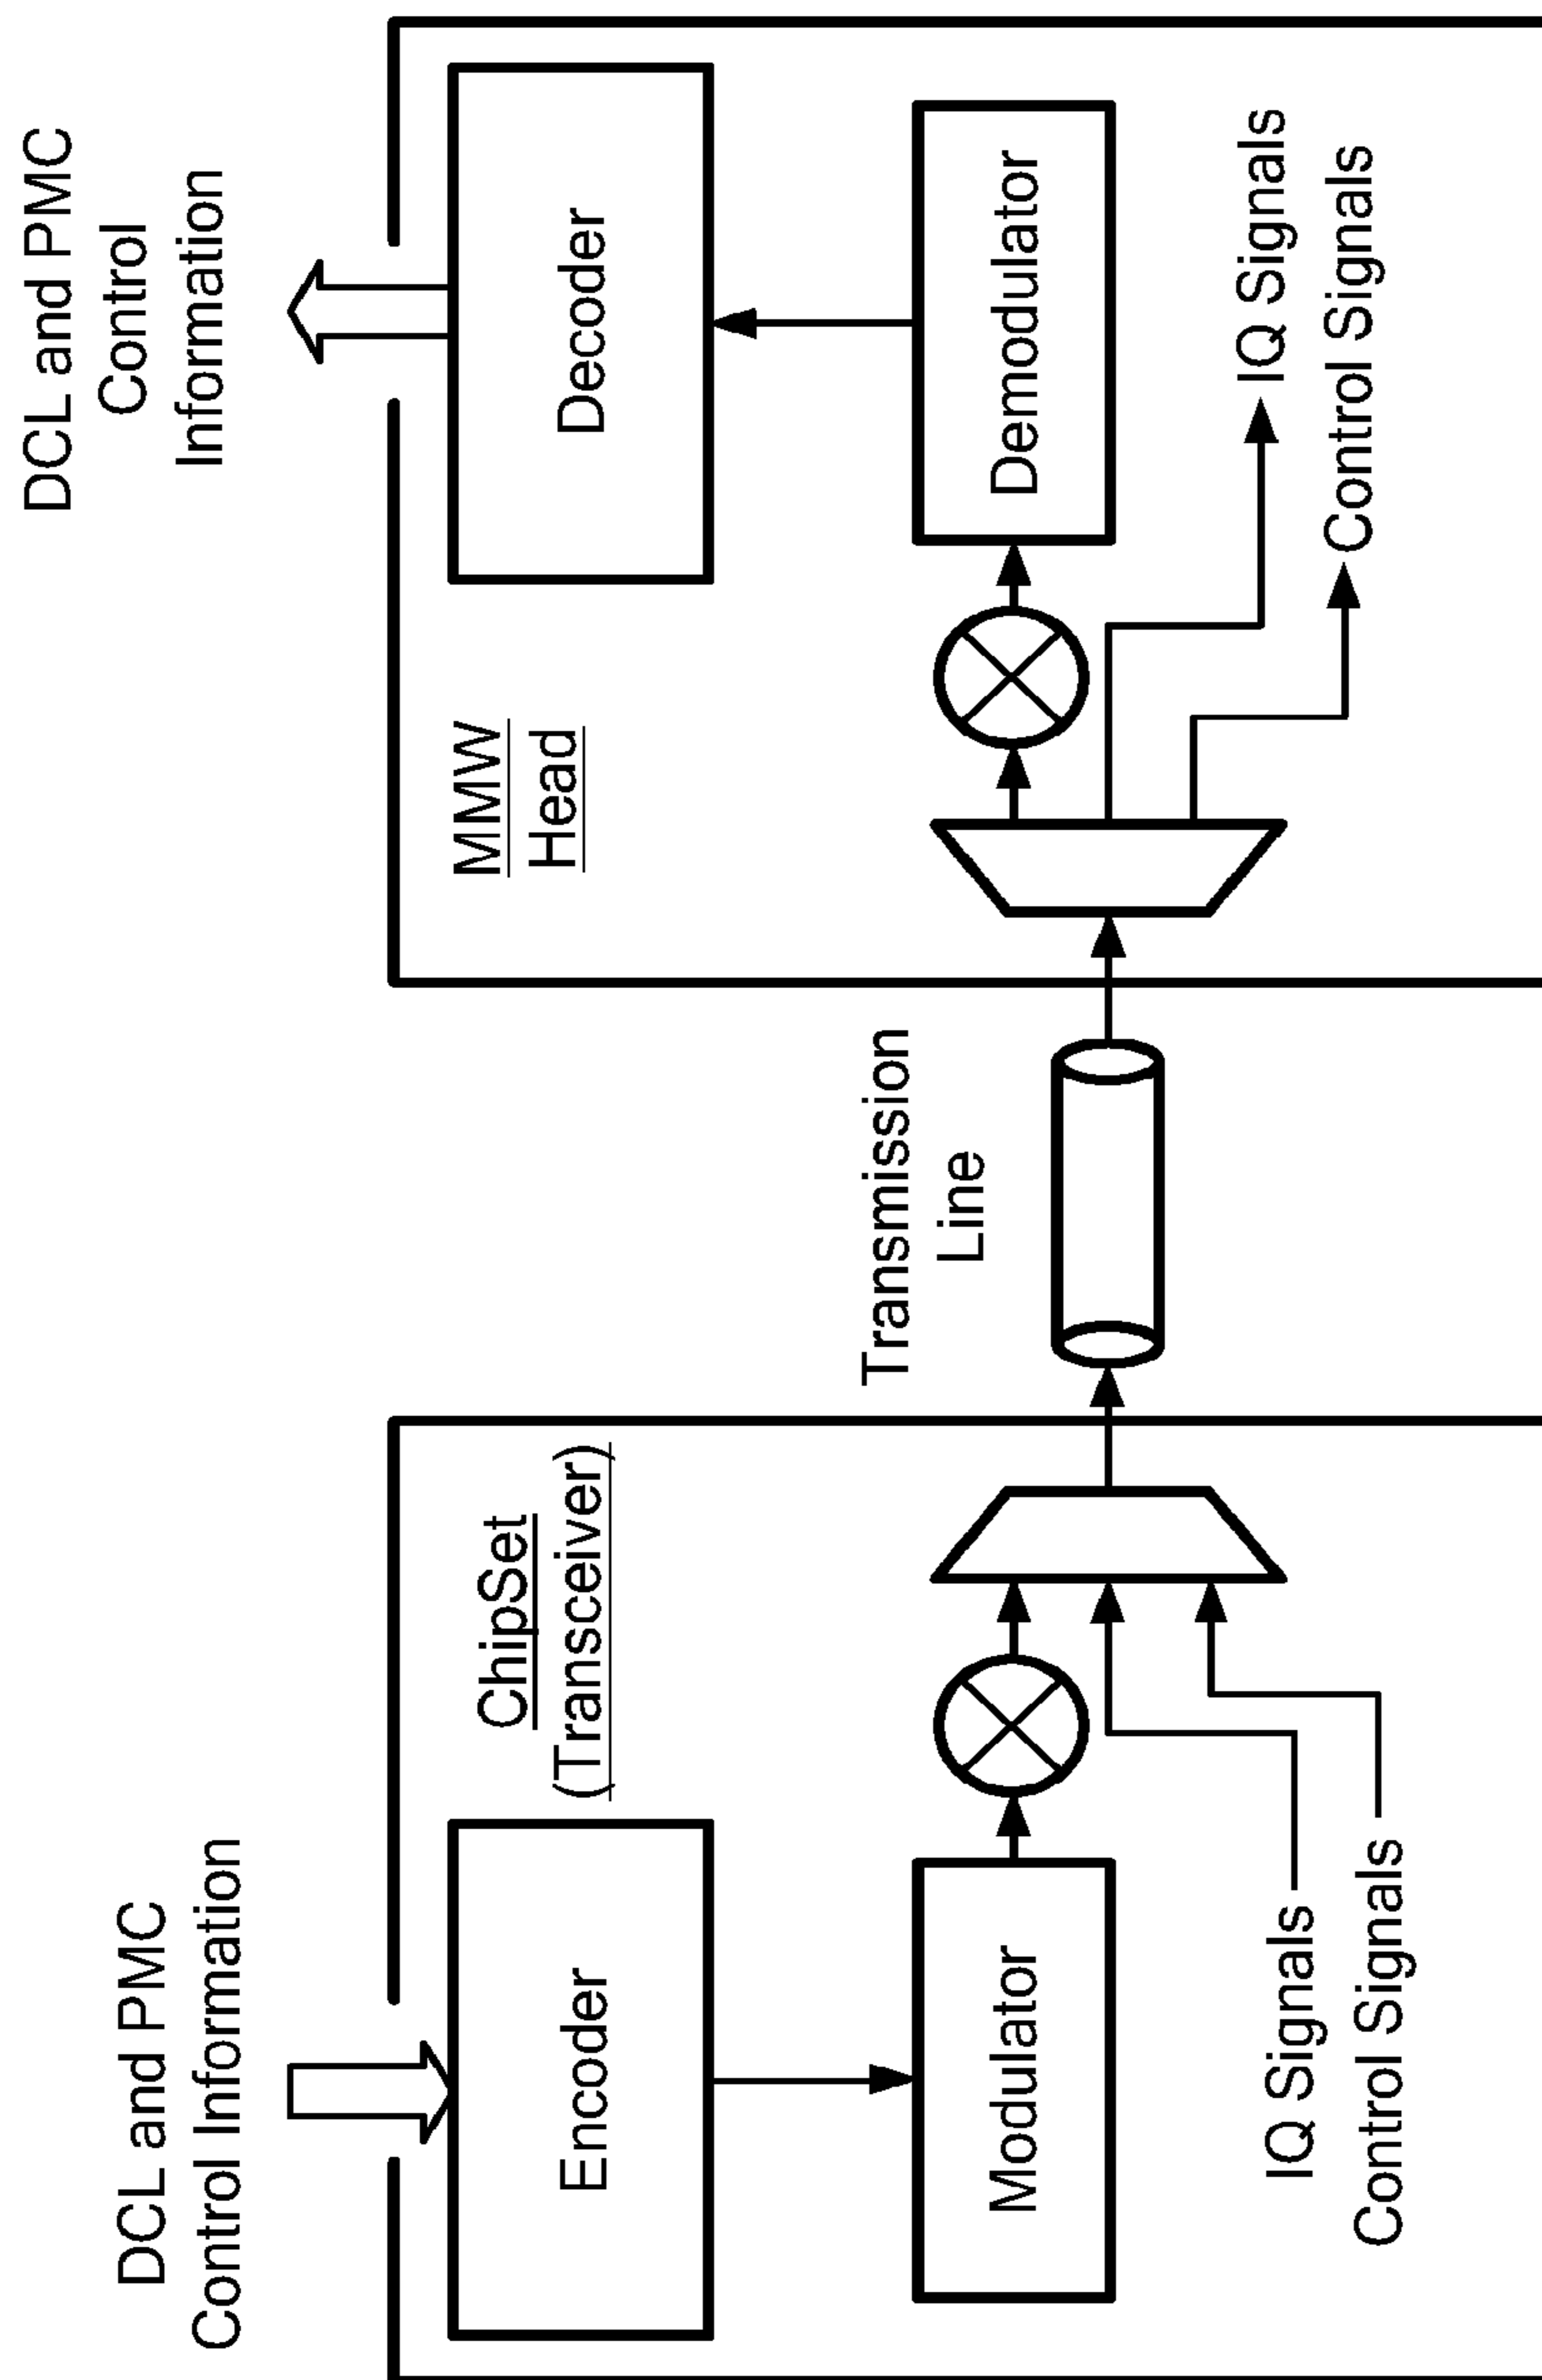 DCL and PMC
Control Information
Encoder
ChipSet
(Transceiver)
Modulator
IQ Signals
Control Signals
Transmission
Line
DCL and PMC
Control
Information
MMW
Head
Decoder
Demodulator
IQ Signals
Control Signals